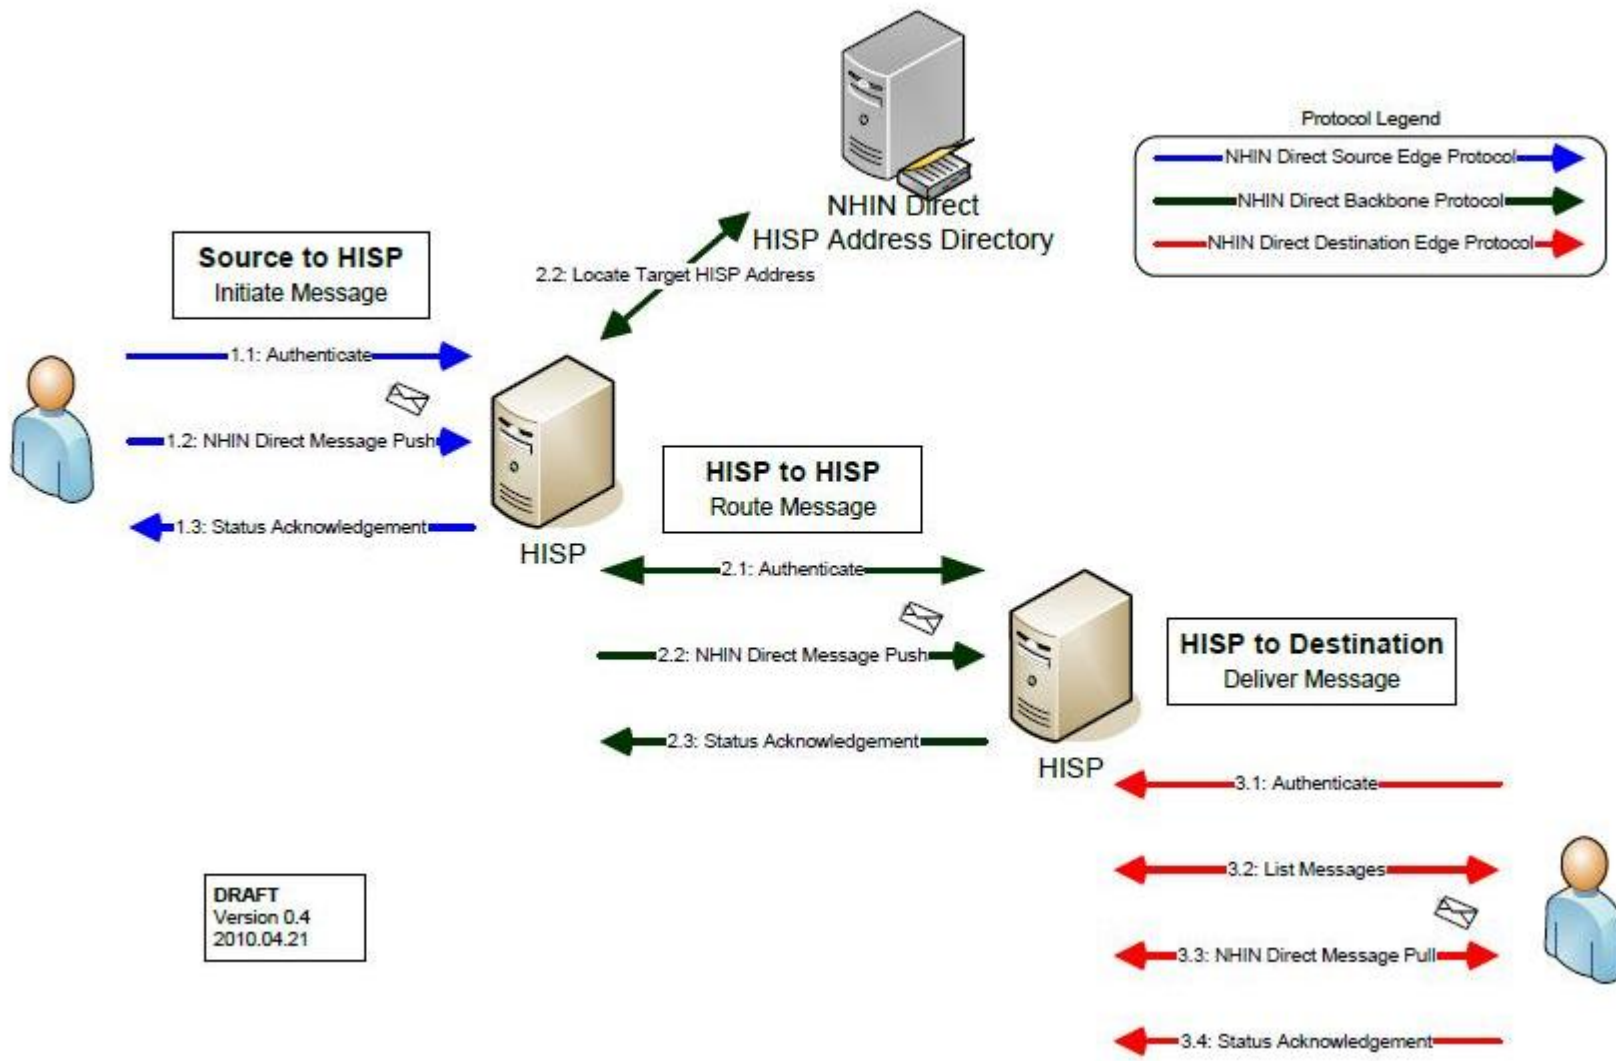 NHIN Direct
HISP Address Directory
Protocol Legend
NHIN Direct Source Edge Protocol
NHIN Direct Backbone Protocol
NHIN Direct Destination Edge Protocol
Source to HISP
Initiate Message
2.2: Locate Target HISP Address
1.1: Authenticate
1.2: NHIN Direct Message Push
1.3: Status Acknowledgement
HISP
HISP to HISP
Route Message
2.1: Authenticate
2.2: NHIN Direct Message Push
2.3: Status Acknowledgement
HISP
HISP to Destination
Deliver Message
3.1: Authenticate
3.2: List Messages
3.3: NHIN Direct Message Pull
3.4: Status Acknowledgement
DRAFT
Version 0.4
2010.04.21